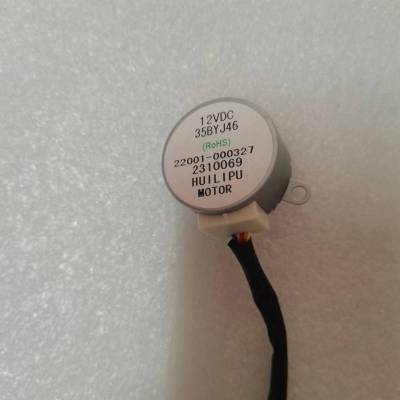 12VDC
35BYJ46
(RoHS)
22001-000327
2310069
HUILIPU
MOTOR